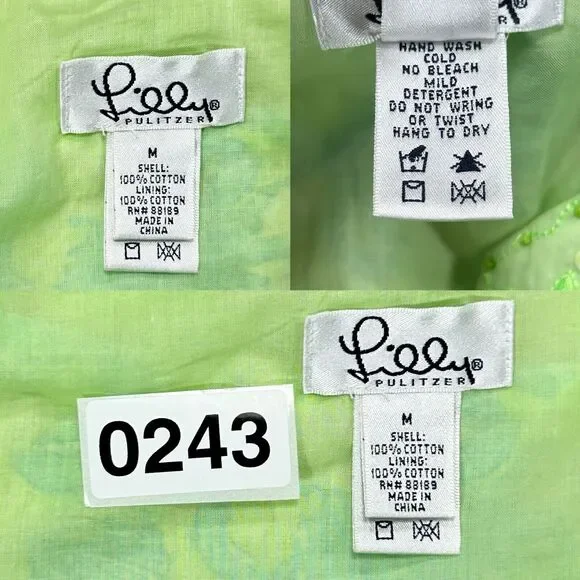 Lilly®
PULITZER
M
SHELL:
100% COTTON
LINING:
100% COTTON
RN# 88189
MADE IN
CHINA
HAND WASH
COLD
NO BLEACH
MILD
DETERGENT
DO NOT WRING
OR TWIST
HANG TO DRY
0243
Lilly®
PULITZER
M
SHELL:
100% COTTON
LINING:
100% COTTON
RN# 88189
MADE IN
CHINA